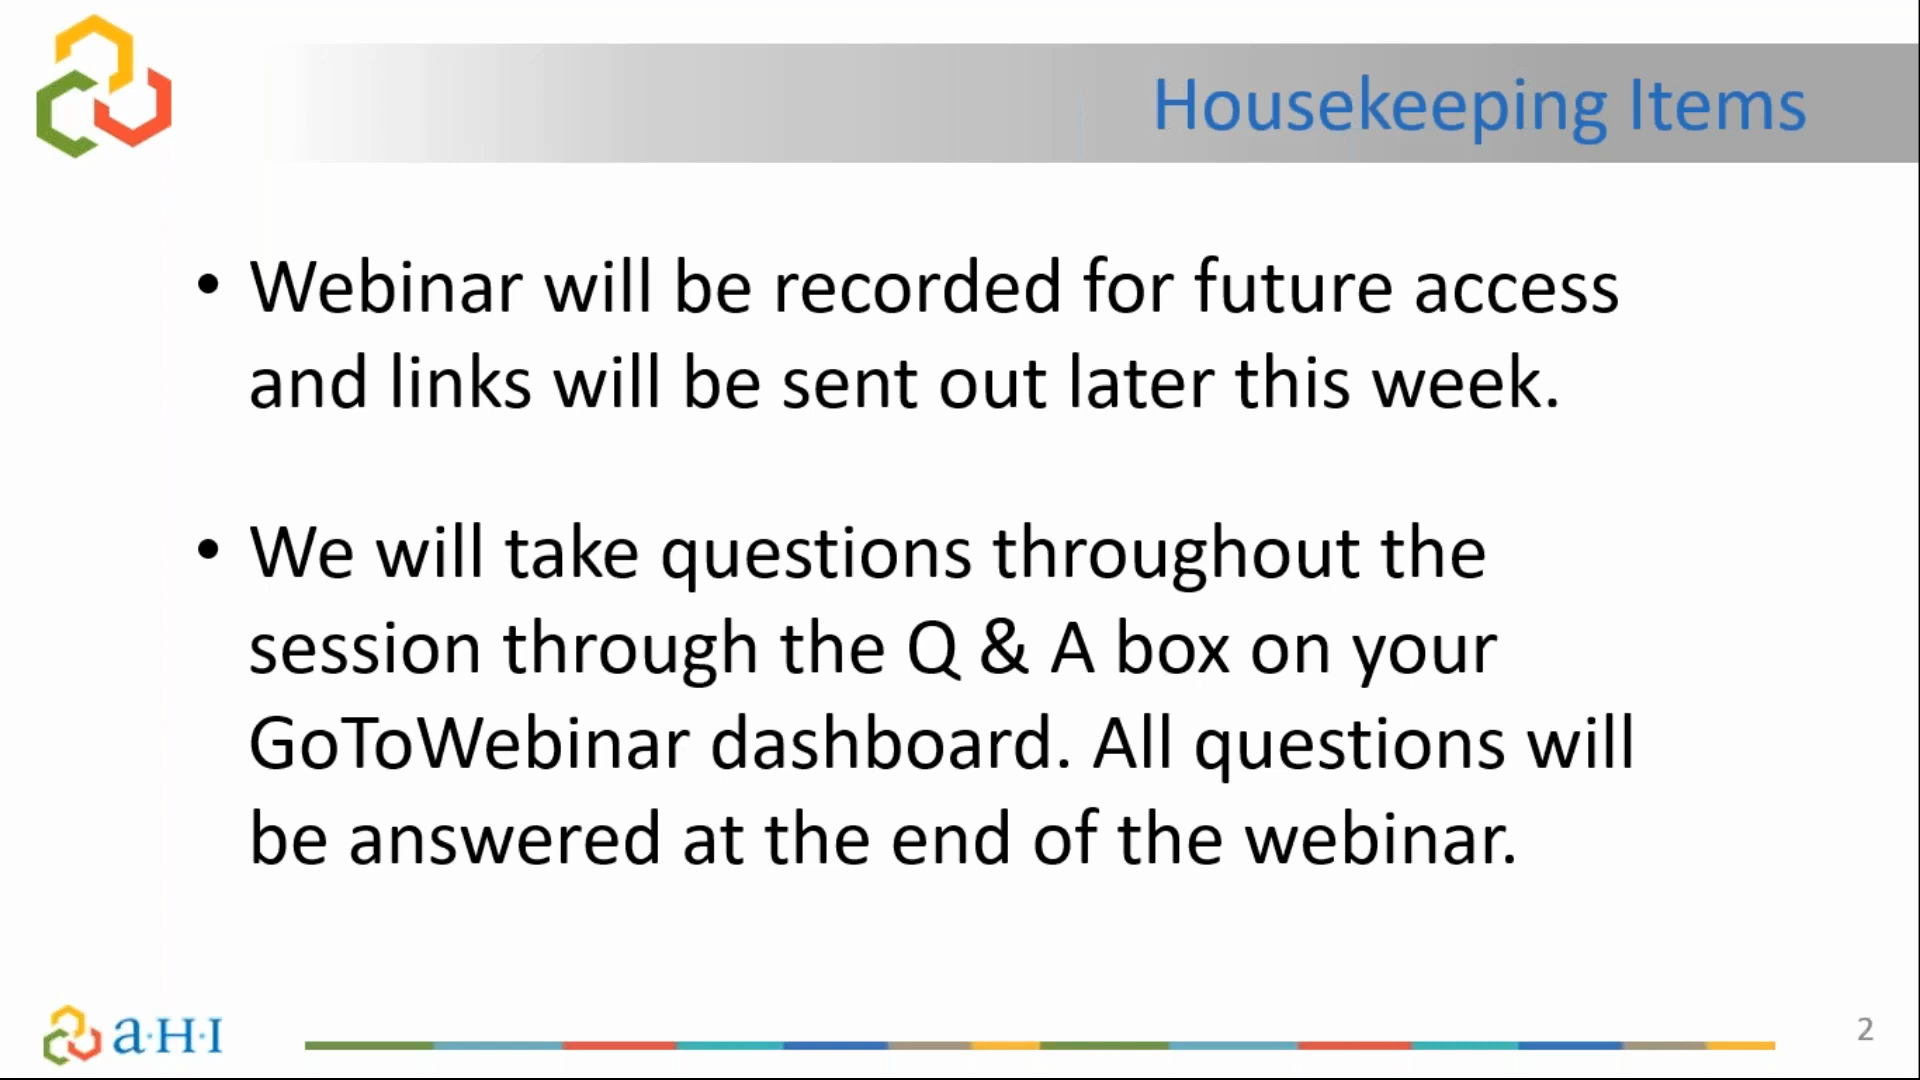 Housekeeping Items
• Webinar will be recorded for future access
and links will be sent out later this week.
• We will take questions throughout the
session through the Q & A box on your
GoToWebinar dashboard. All questions will
be answered at the end of the webinar.
a·H·I
2